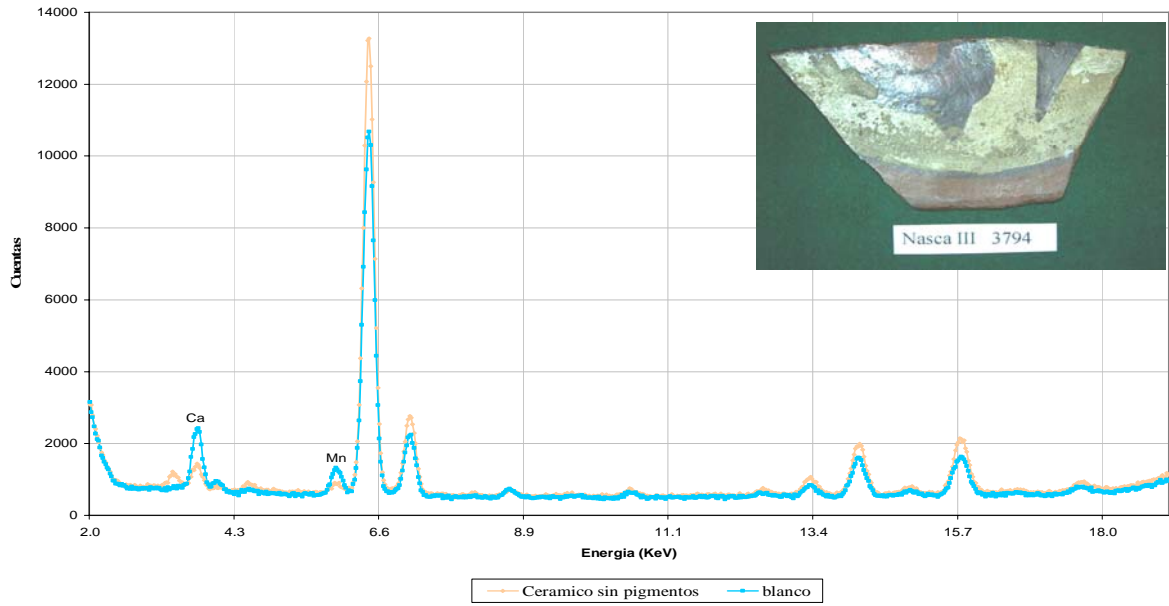 14000
12000
10000
8000
6000
4000
2000
0
Cuentas
Ca
Mn
Nasca III 3794
2.0 4.3 6.6 8.9 11.1 13.4 15.7 18.0
Energia (KeV)
Ceramico sin pigmentos blanco